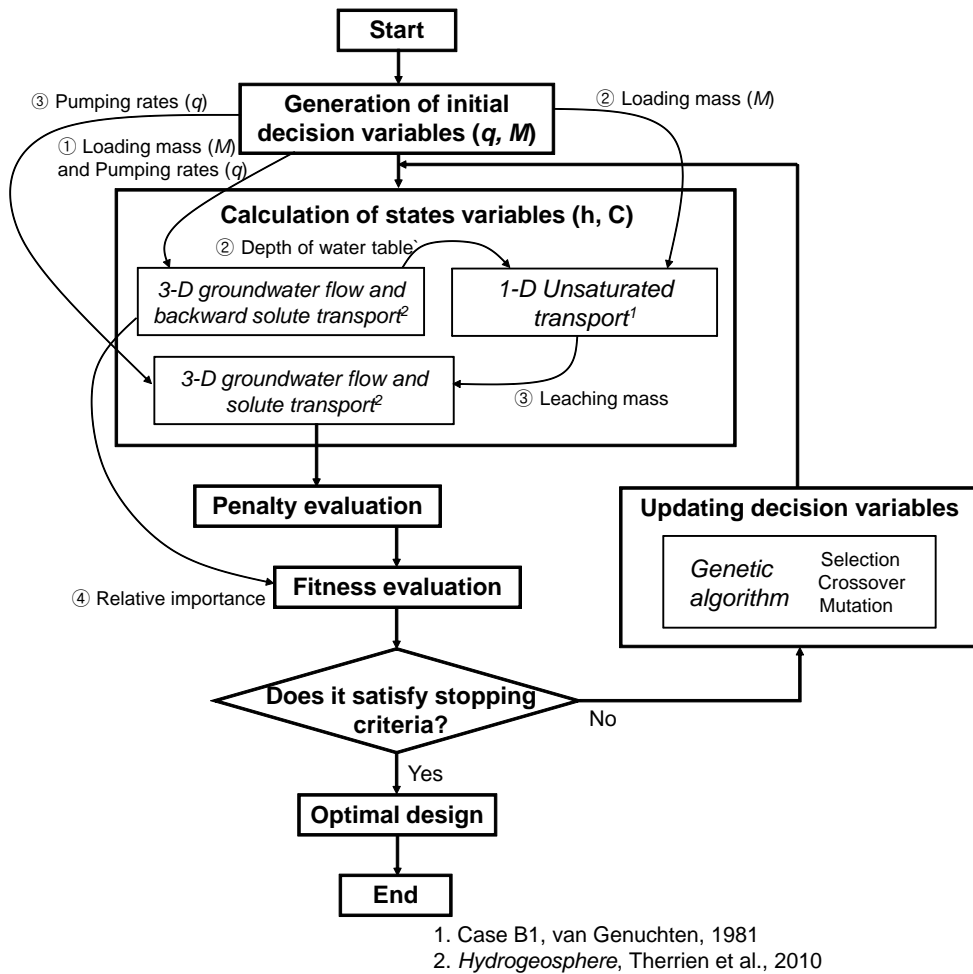 Start
③ Pumping rates (q)
② Loading mass (M)
Generation of initial
decision variables (q, M)
① Loading mass (M)
and Pumping rates (q)
Calculation of states variables (h, C)
② Depth of water table`
3-D groundwater flow and
backward solute transport2
1-D Unsaturated
transport1
3-D groundwater flow and
solute transport2
③ Leaching mass
Penalty evaluation
Updating decision variables
Genetic
algorithm
Selection
Crossover
Mutation
Fitness evaluation
④ Relative importance
Does it satisfy stopping
criteria?
No
Yes
Optimal design
End
1. Case B1, van Genuchten, 1981
2. Hydrogeosphere, Therrien et al., 2010